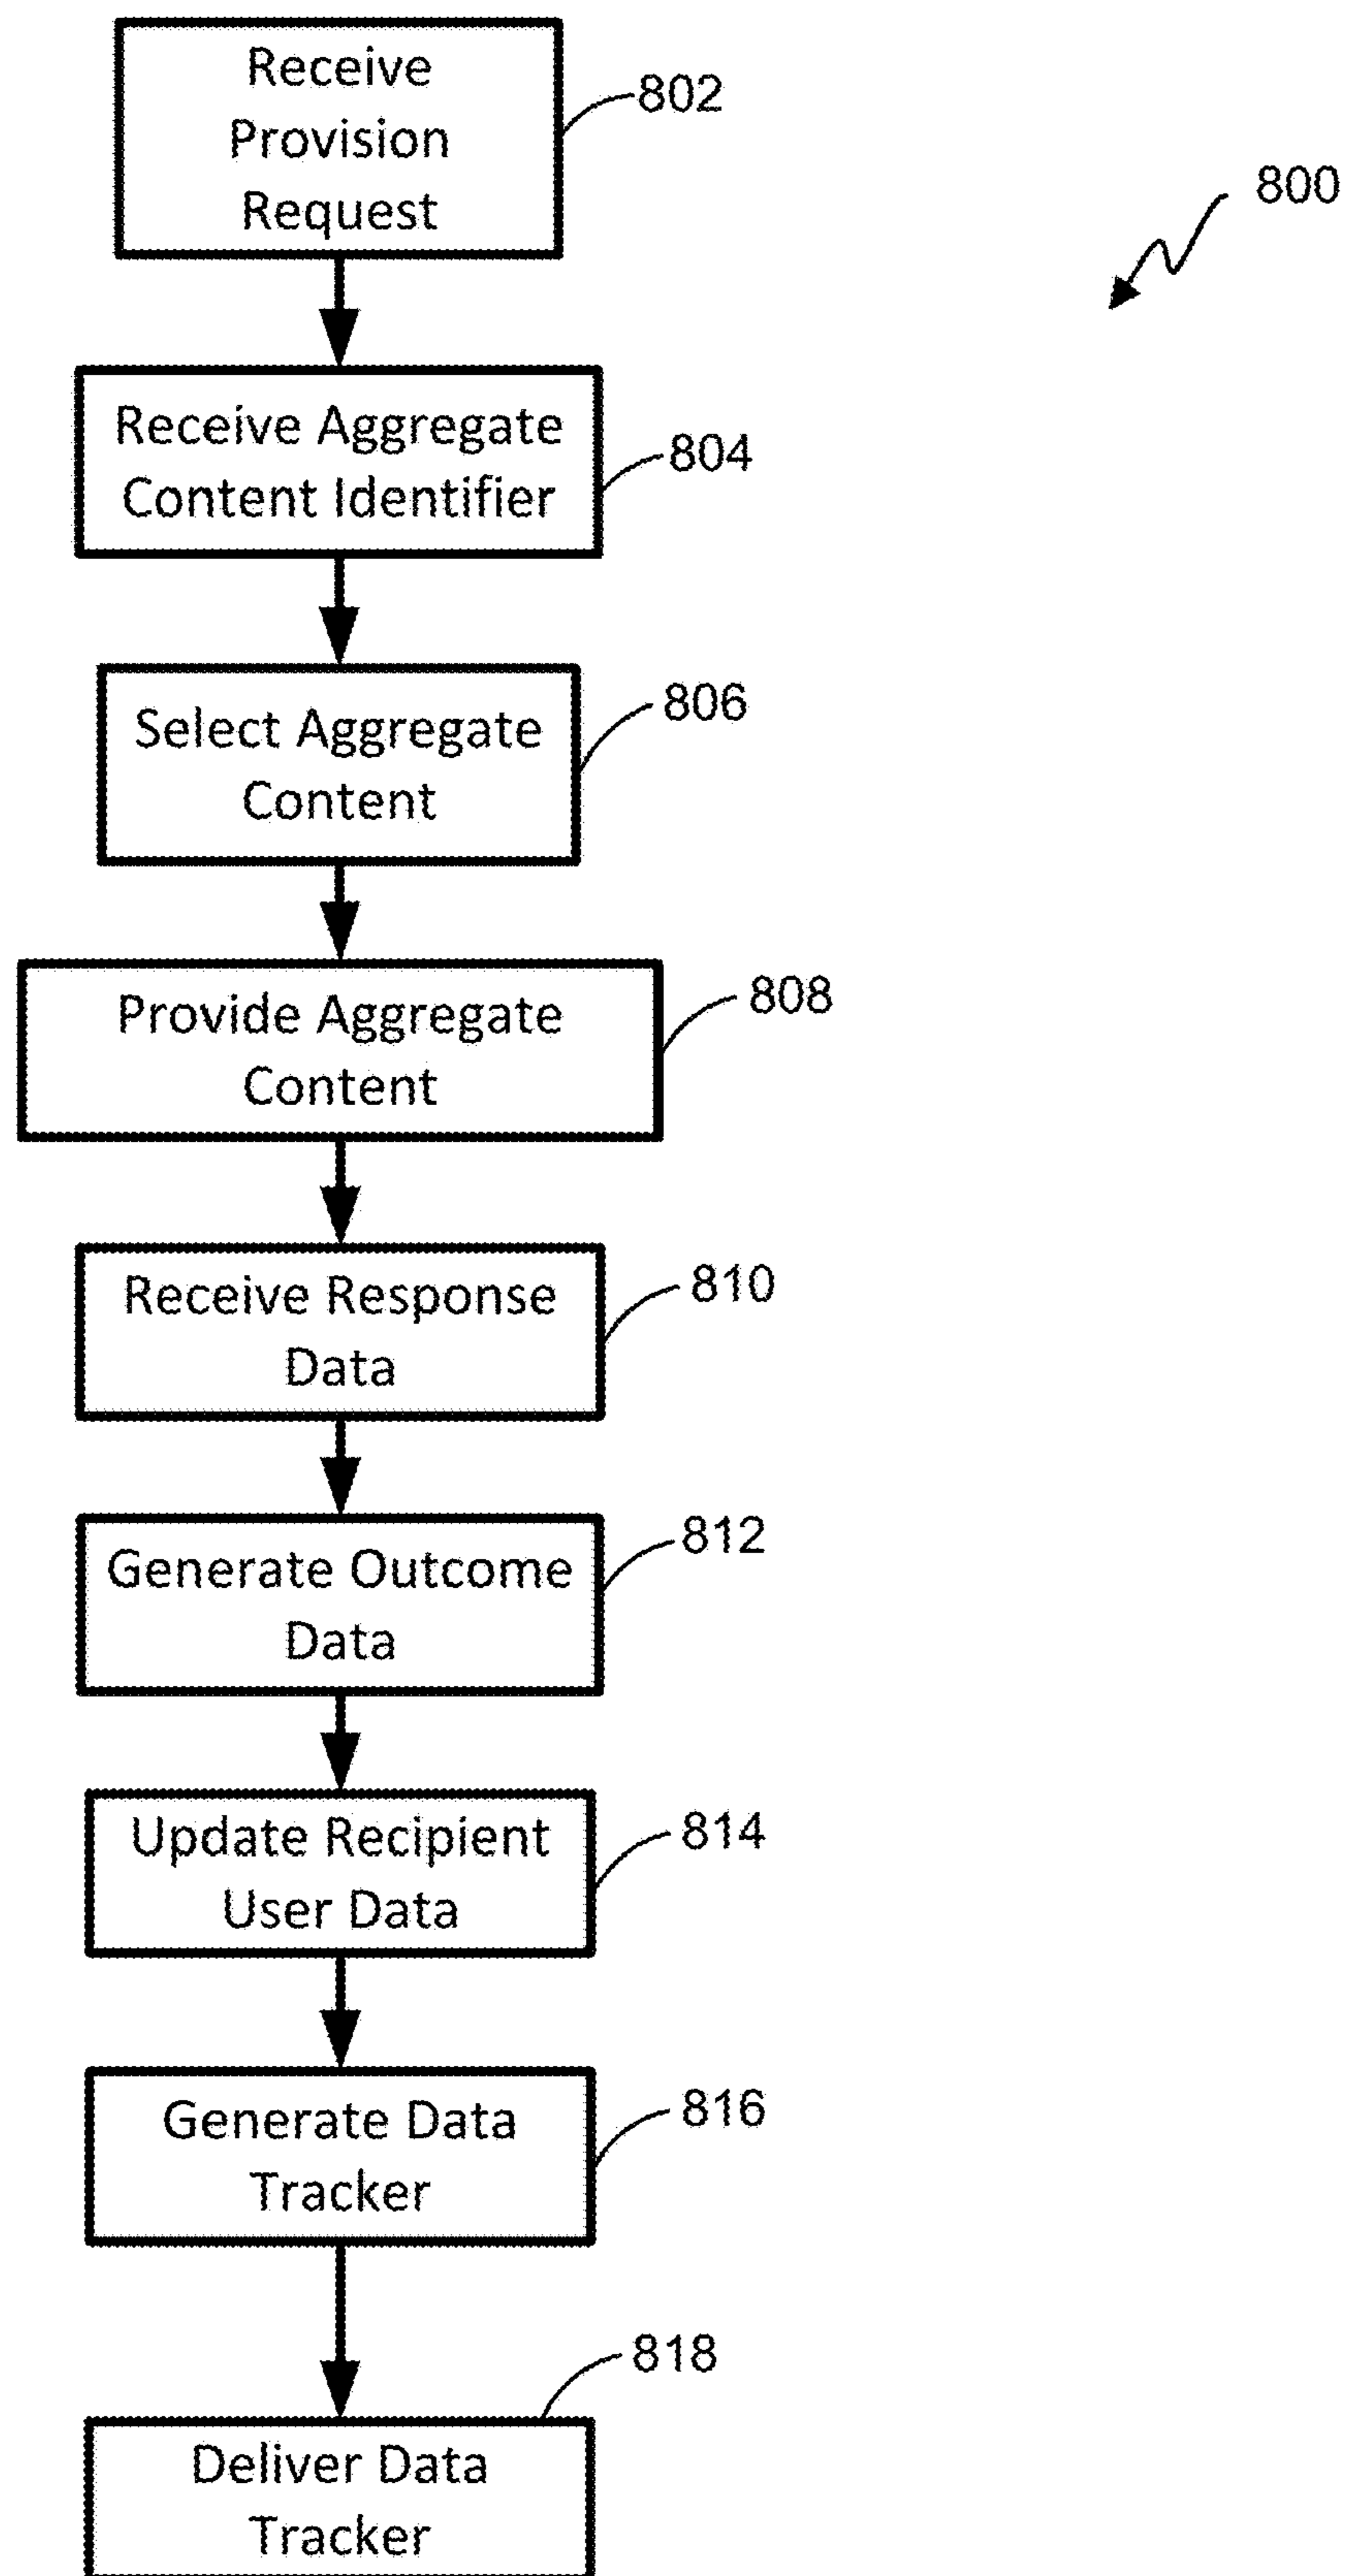 Receive
Provision
Request
802
800
Receive Aggregate
Content Identifier
804
Select Aggregate
Content
806
Provide Aggregate
Content
808
Receive Response
Data
810
Generate Outcome
Data
812
Update Recipient
User Data
814
Generate Data
Tracker
816
818
Deliver Data
Tracker